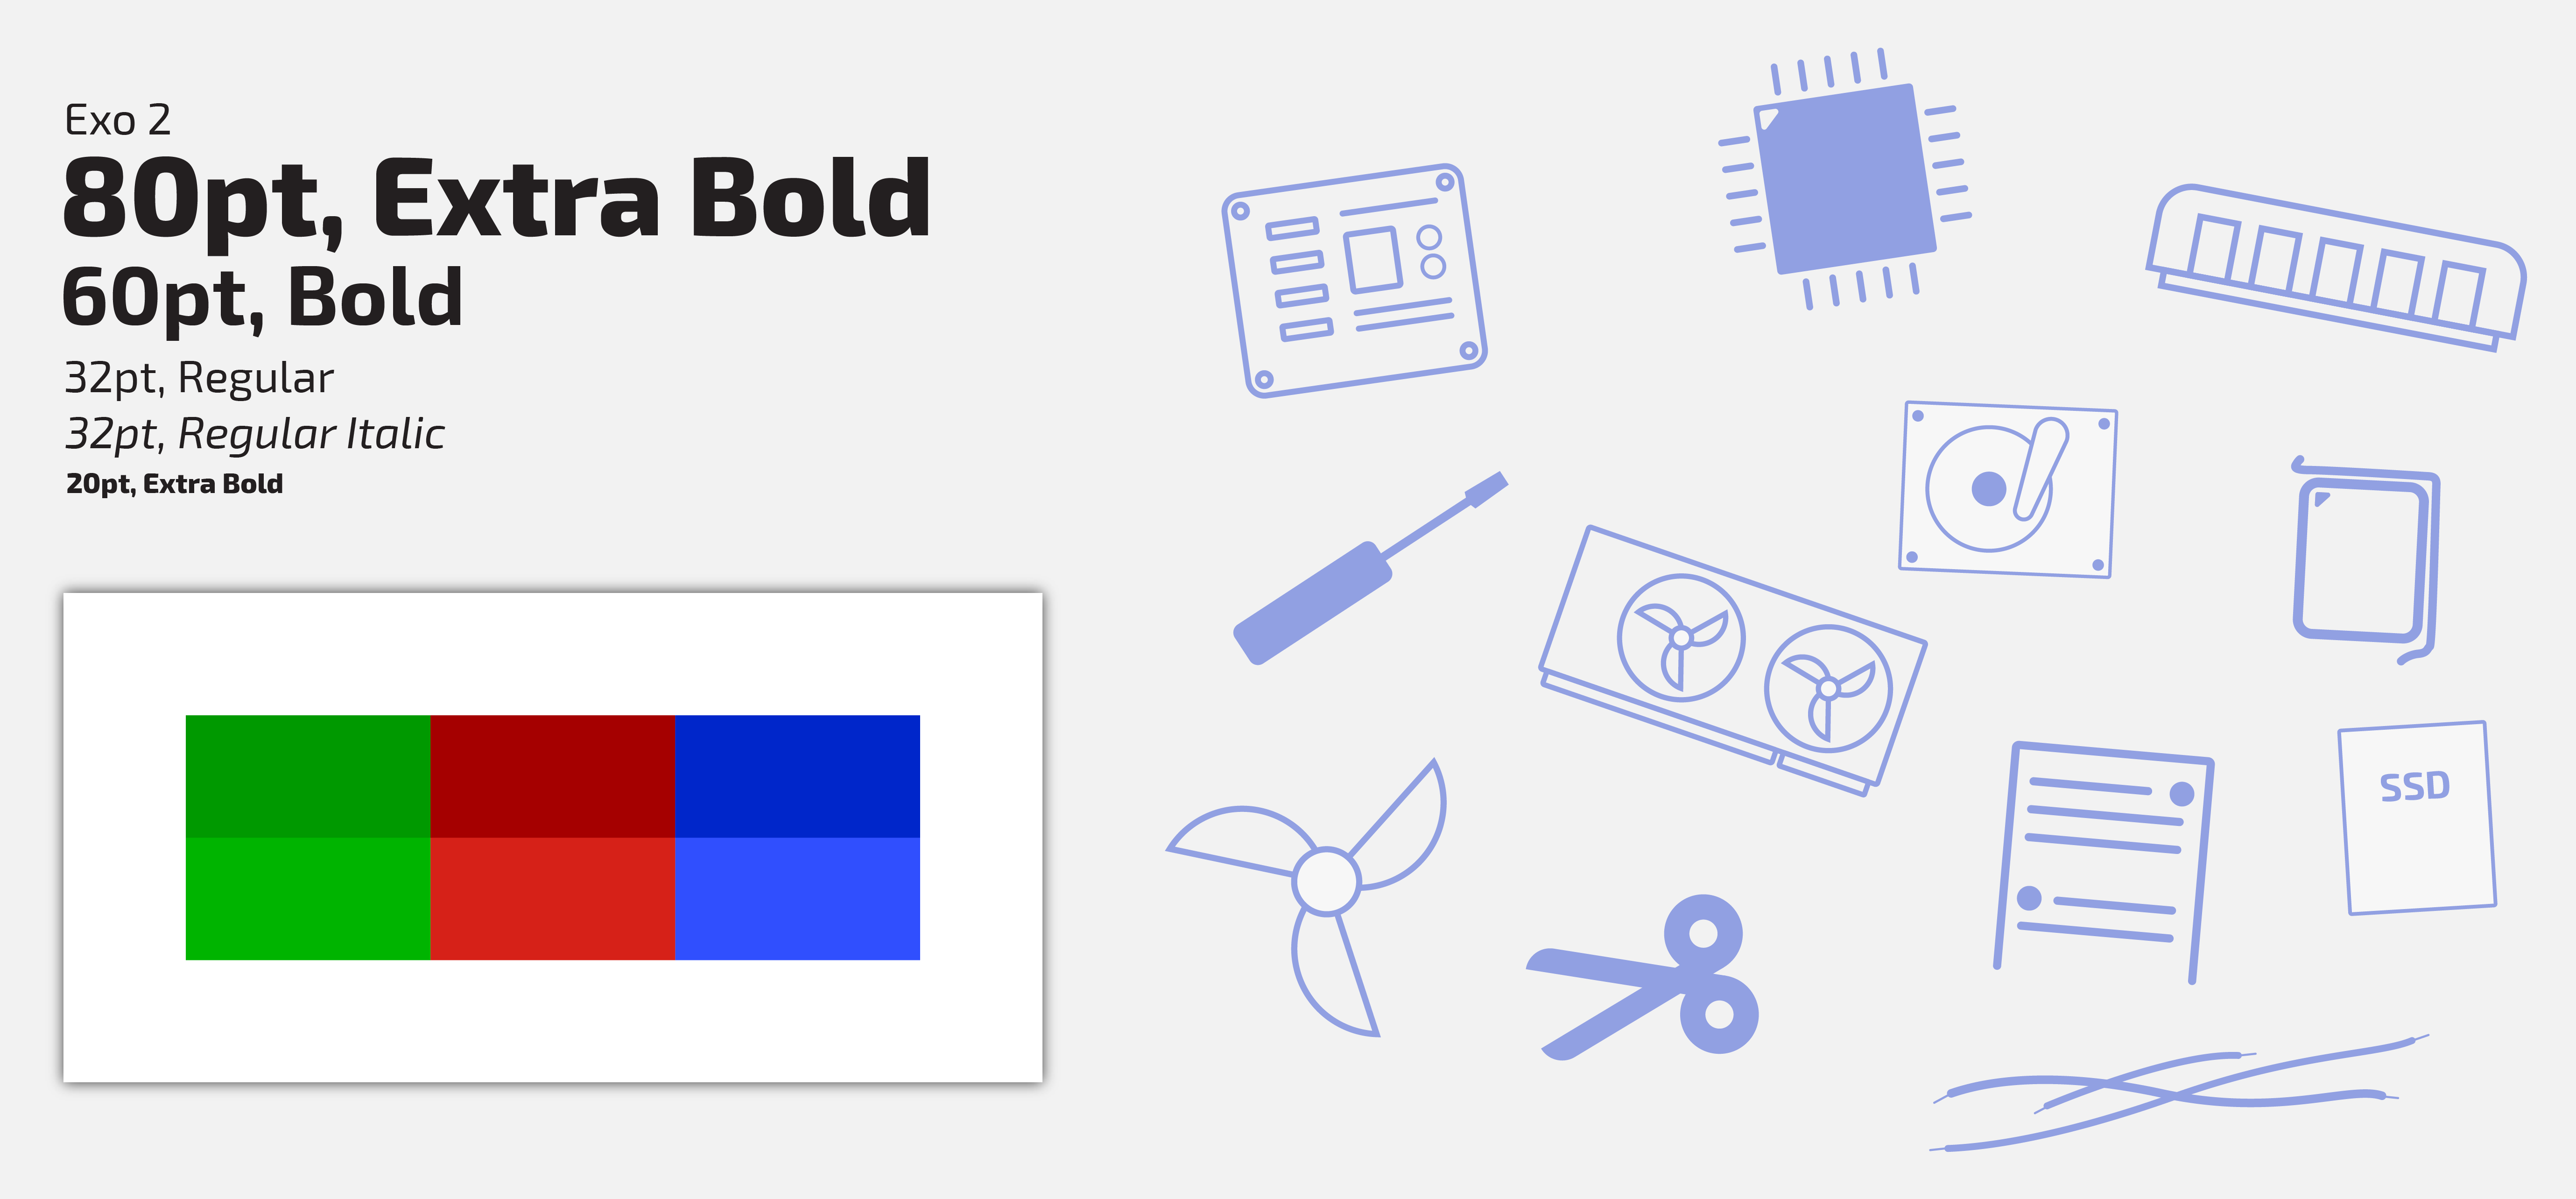 Exo 2
80pt, Extra Bold
60pt, Bold
32pt, Regular
32pt, Regular Italic
20pt, Extra Bold
SSD